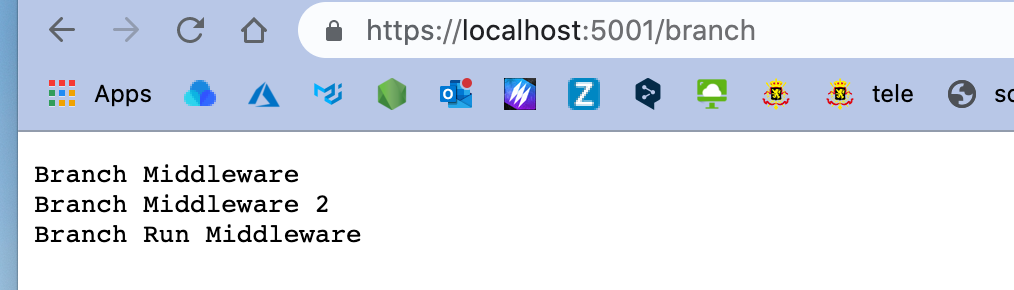 https://localhost:5001/branch
Apps
tele
Branch Middleware
Branch Middleware 2
Branch Run Middleware